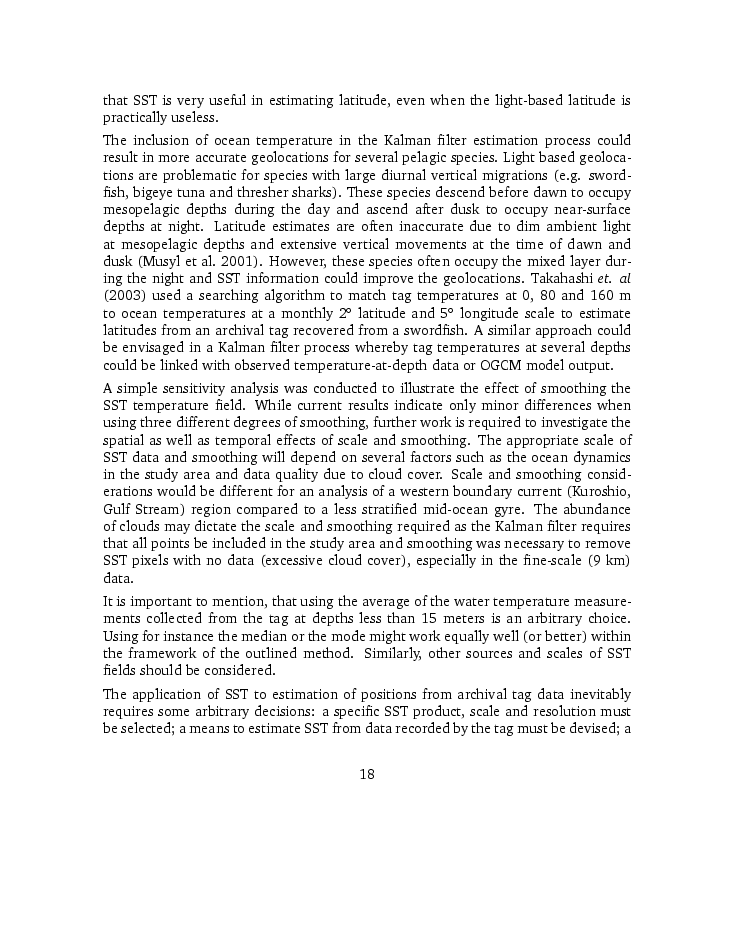 that SST is very useful in estimating latitude, even when the light-based latitude is
practically useless.
The inclusion of ocean temperature in the Kalman filter estimation process could
result in more accurate geolocations for several pelagic species. Light based geoloca-
tions are problematic for species with large diurnal vertical migrations (e.g. sword-
fish, bigeye tuna and thresher sharks). These species descend before dawn to occupy
mesopelagic depths during the day and ascend after dusk to occupy near-surface
depths at night. Latitude estimates are often inaccurate due to dim ambient light
at mesopelagic depths and extensive vertical movements at the time of dawn and
dusk (Musyl et al. 2001). However, these species often occupy the mixed layer dur-
ing the night and SST information could improve the geolocations. Takahashi et. al
(2003) used a searching algorithm to match tag temperatures at 0, 80 and 160 m
to ocean temperatures at a monthly 2° latitude and 5° longitude scale to estimate
latitudes from an archival tag recovered from a swordfish. A similar approach could
be envisaged in a Kalman filter process whereby tag temperatures at several depths
could be linked with observed temperature-at-depth data or OGCM model output.
A simple sensitivity analysis was conducted to illustrate the effect of smoothing the
SST temperature field. While current results indicate only minor differences when
using three different degrees of smoothing, further work is required to investigate the
spatial as well as temporal effects of scale and smoothing. The appropriate scale of
SST data and smoothing will depend on several factors such as the ocean dynamics
in the study area and data quality due to cloud cover. Scale and smoothing consid-
erations would be different for an analysis of a western boundary current (Kuroshio,
Gulf Stream) region compared to a less stratified mid-ocean gyre. The abundance
of clouds may dictate the scale and smoothing required as the Kalman filter requires
that all points be included in the study area and smoothing was necessary to remove
SST pixels with no data (excessive cloud cover), especially in the fine-scale (9 km)
data.
It is important to mention, that using the average of the water temperature measure-
ments collected from the tag at depths less than 15 meters is an arbitrary choice.
Using for instance the median or the mode might work equally well (or better) within
the framework of the outlined method. Similarly, other sources and scales of SST
fields should be considered.
The application of SST to estimation of positions from archival tag data inevitably
requires some arbitrary decisions: a specific SST product, scale and resolution must
be selected; a means to estimate SST from data recorded by the tag must be devised; a
18